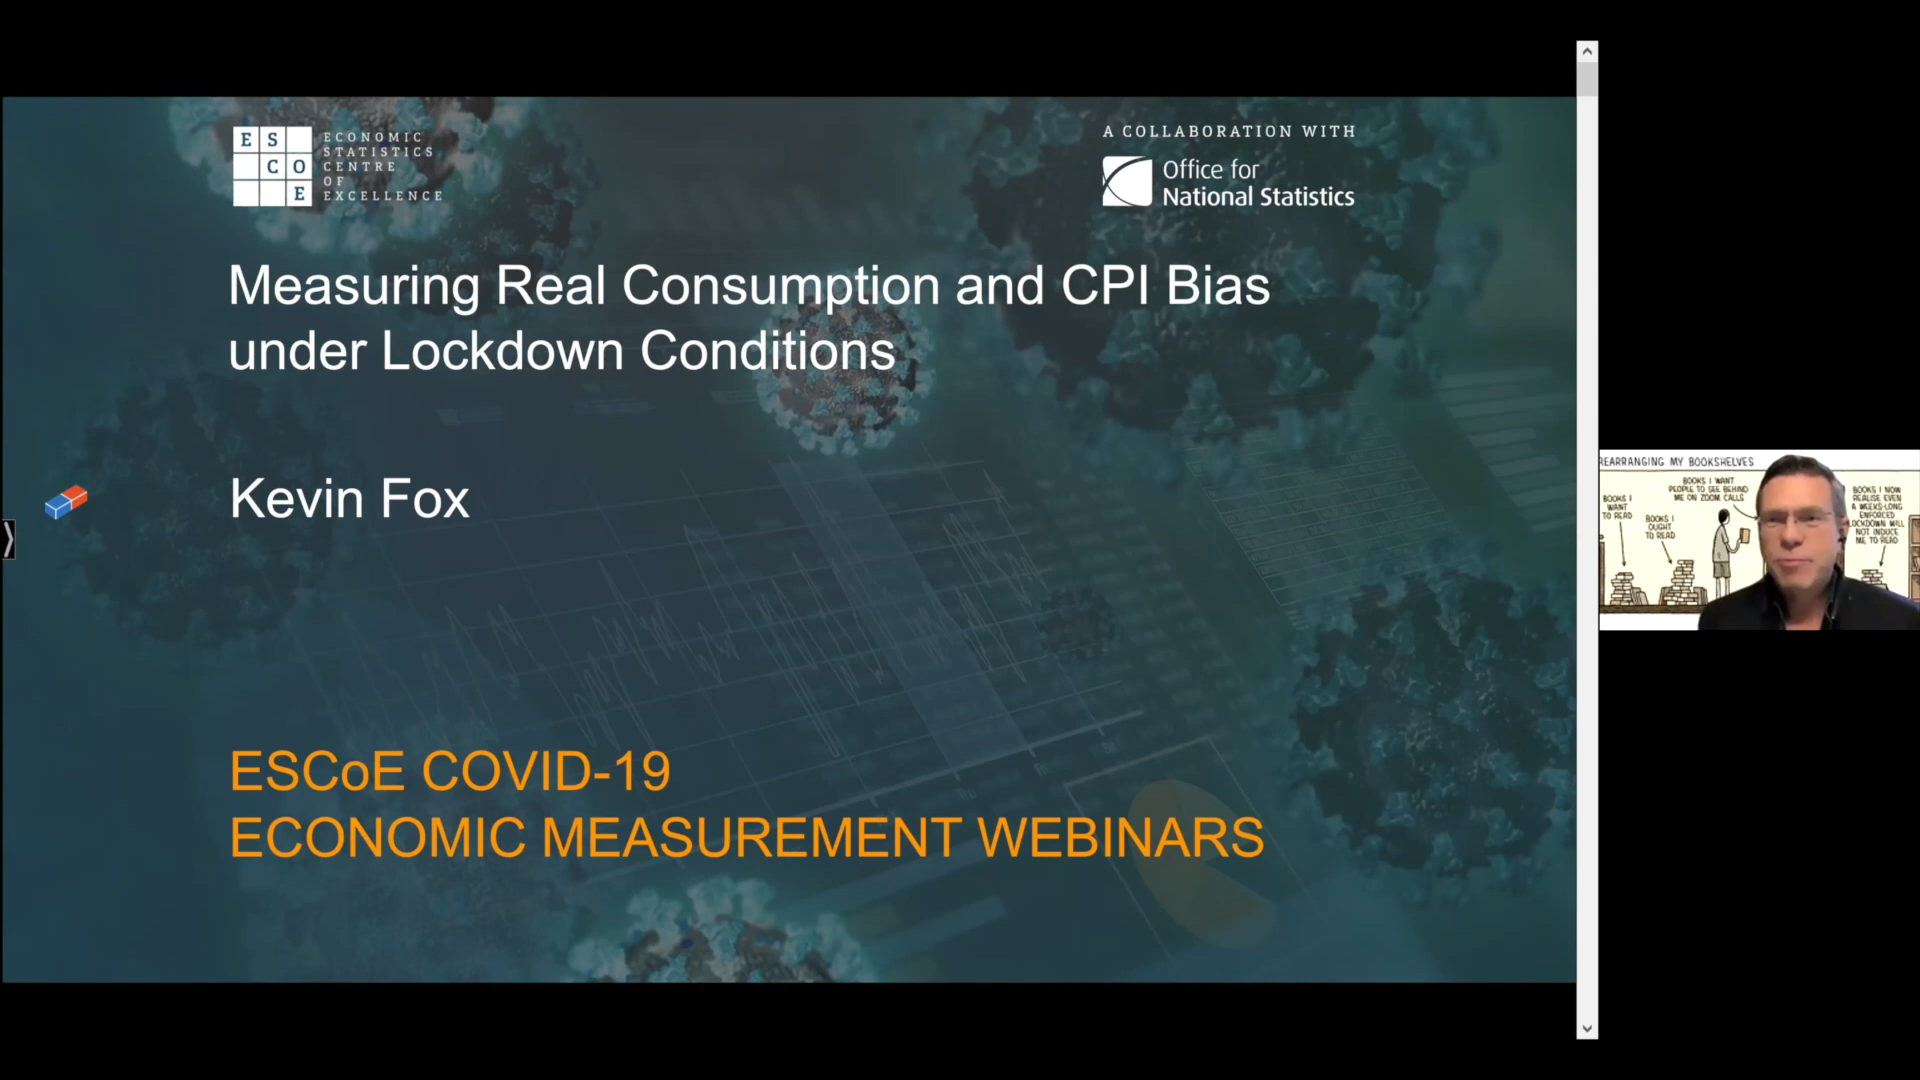 E S
C O
E
ECONOMIC
STATISTICS
CENTRE
OF
EXCELLENCE
A COLLABORATION WITH
Office for
National Statistics
Measuring Real Consumption and CPI Bias
under Lockdown Conditions
Kevin Fox
ESCoE COVID-19
ECONOMIC MEASUREMENT WEBINARS
REARRANGING MY BOOKSHELVES
BOOKS I
WANT
TO READ
BOOKS I
OUGHT
TO READ
BOOKS I WANT
PEOPLE TO SEE BEHIND
ME ON ZOOM CALLS
BOOKS I NOW
REALISE EVEN
A WEEKS-LONG
ENFORCED
LOCKDOWN WILL
NOT INDUCE
ME TO READ